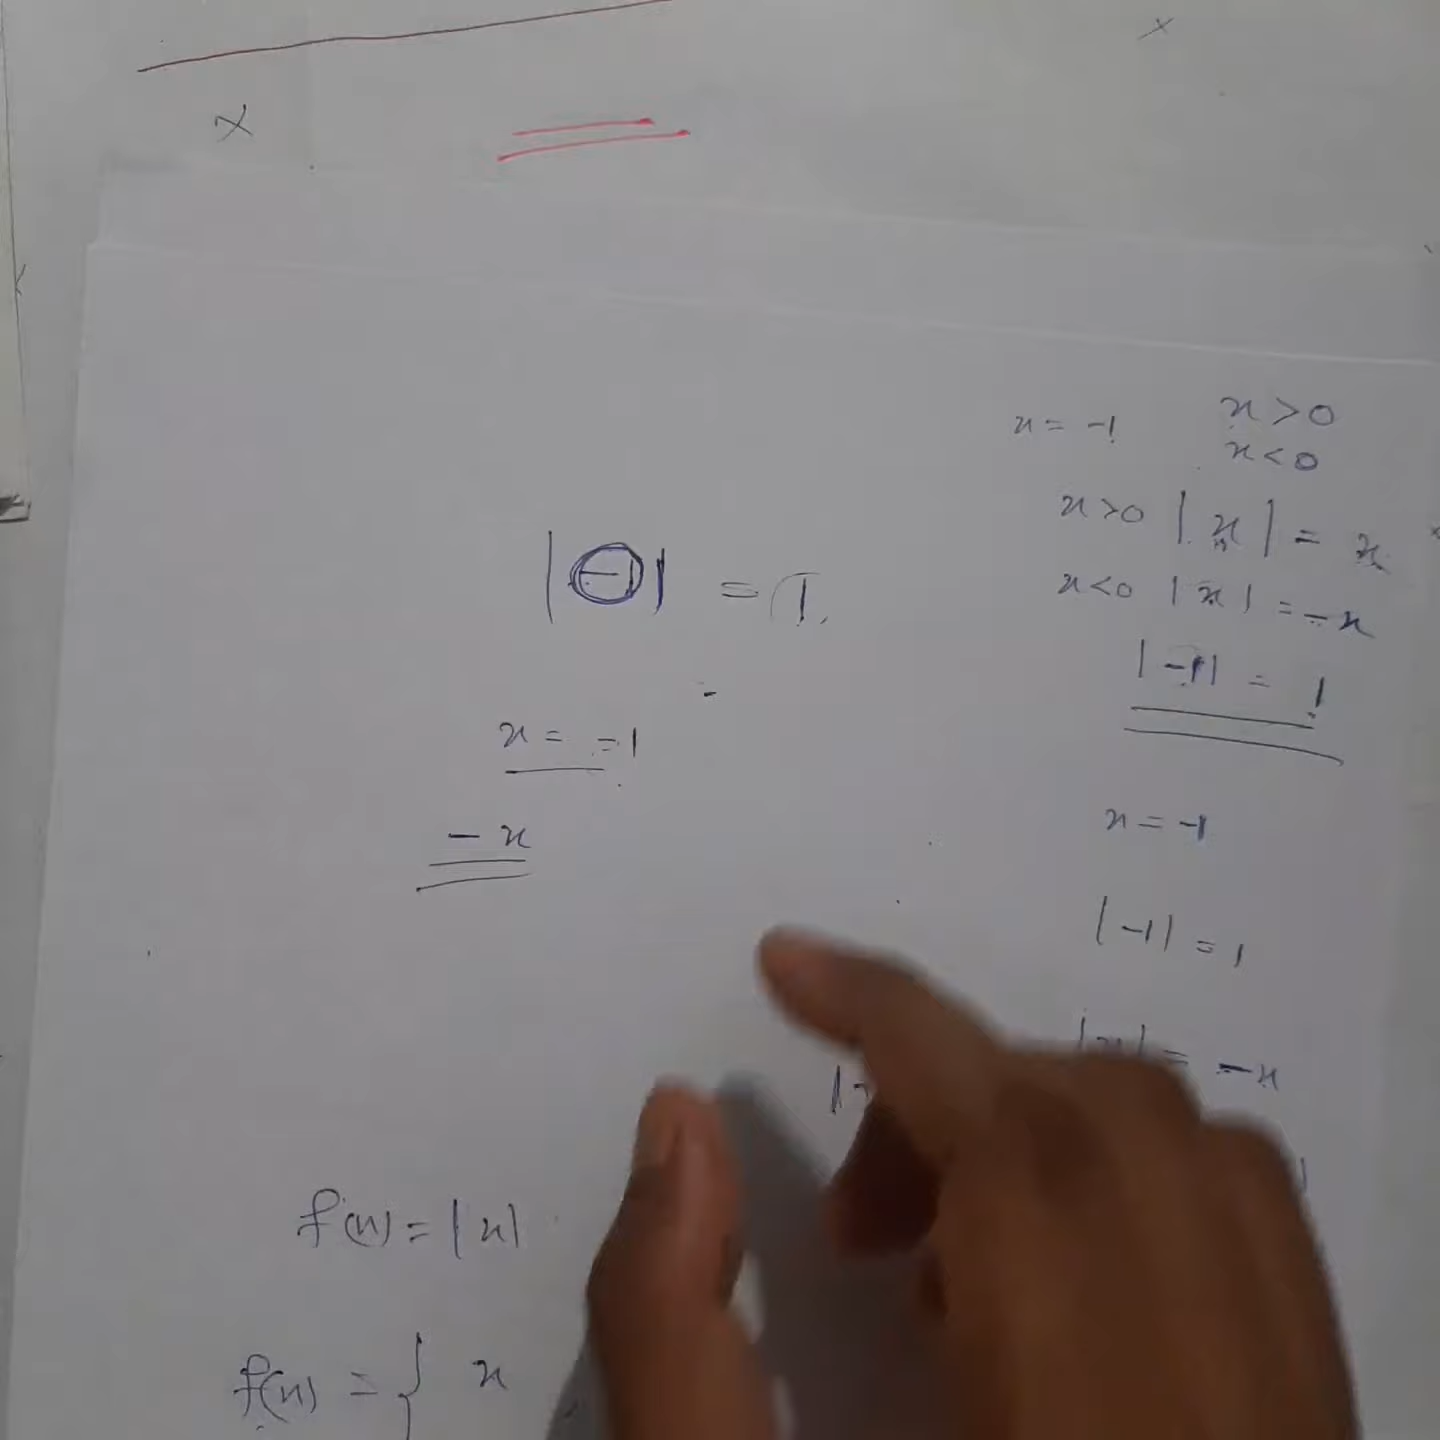 x
x
x = -1
x > 0
x < 0
x > 0 | x | = x
x < 0 | x | = -x
| -1 | = 1
| -1 | = 1.
x = -1
- x
x = -1
| -1 | = 1
| x | = -x
f(x) = | x |
f(x) = { x